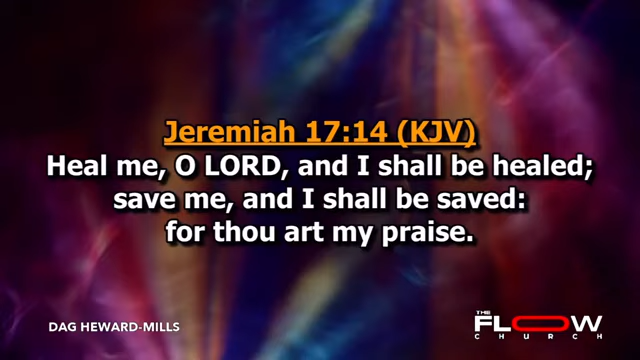 Jeremiah 17:14 (KJV)
Heal me, O LORD, and I shall be healed;
save me, and I shall be saved:
for thou art my praise.
DAG HEWARD-MILLS
THE
FLOW
CHURCH